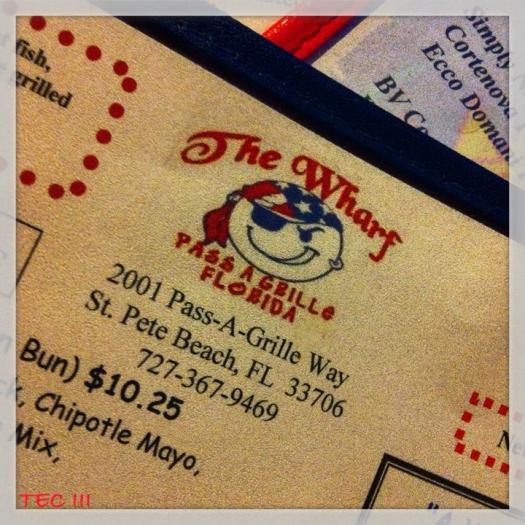 fish,
grilled
Simply
Cortenova
Ecco Domani
BV Co
The Wharf
PASS A GRILLE
FLORIDA
2001 Pass-A-Grille Way
St. Pete Beach, FL 33706
727-367-9469
Bun) $10.25
, Chipotle Mayo,
Mix,
TEC III